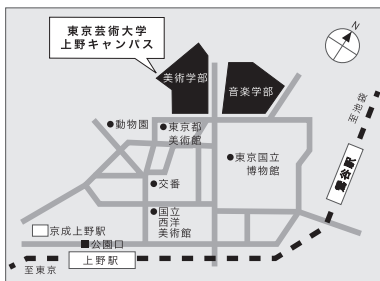 東京芸術大学
上野キャンパス
N
美術学部
音楽学部
至池袋
動物園
東京都
美術館
東京国立
博物館
鶯谷駅
交番
国立
西洋
美術館
京成上野駅
公園口
上野駅
至東京